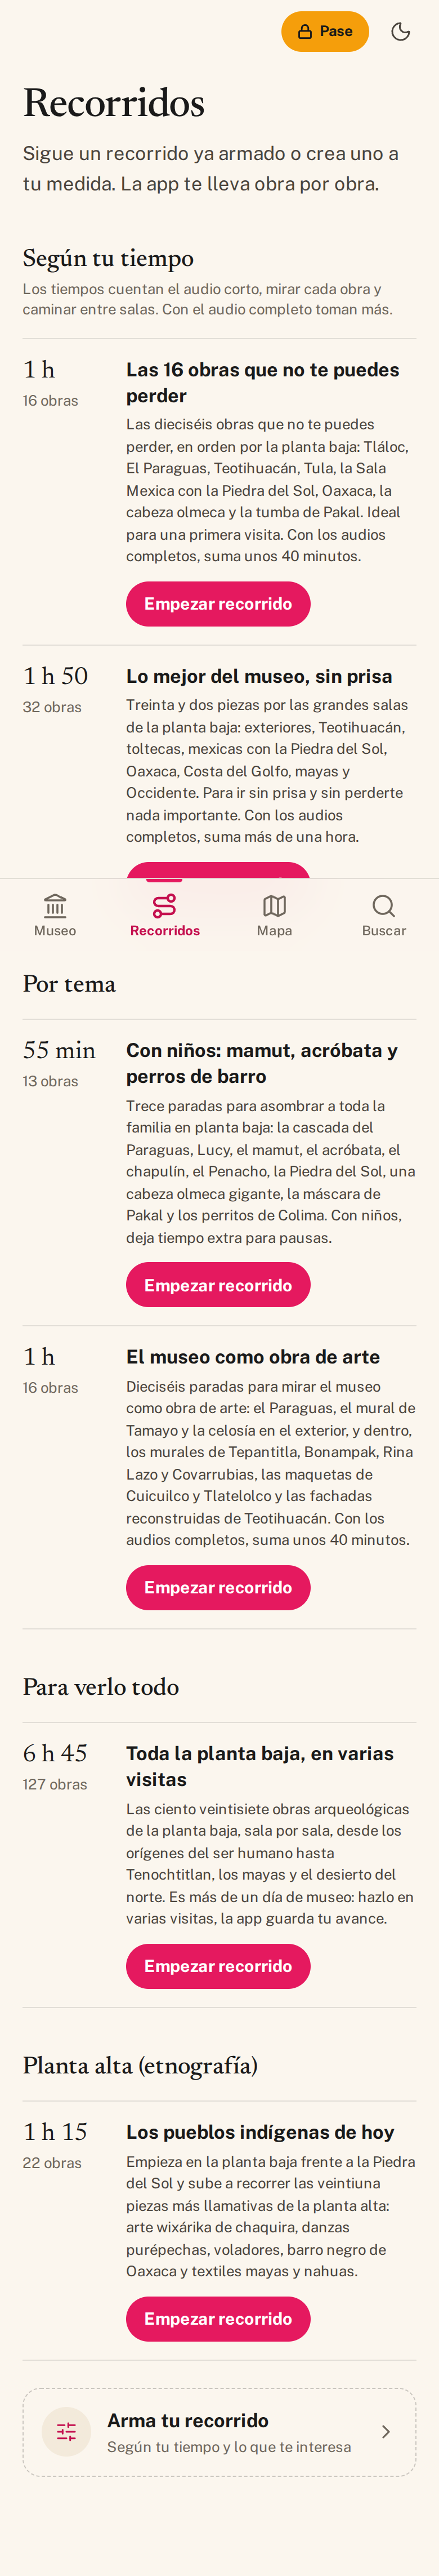 Pase
Recorridos
Sigue un recorrido ya armado o crea uno a
tu medida. La app te lleva obra por obra.
Según tu tiempo
Los tiempos cuentan el audio corto, mirar cada obra y
caminar entre salas. Con el audio completo toman más.
1 h
16 obras
Las 16 obras que no te puedes
perder
Las dieciséis obras que no te puedes
perder, en orden por la planta baja: Tláloc,
El Paraguas, Teotihuacán, Tula, la Sala
Mexica con la Piedra del Sol, Oaxaca, la
cabeza olmeca y la tumba de Pakal. Ideal
para una primera visita. Con los audios
completos, suma unos 40 minutos.
Empezar recorrido
1 h 50
32 obras
Lo mejor del museo, sin prisa
Treinta y dos piezas por las grandes salas
de la planta baja: exteriores, Teotihuacán,
toltecas, mexicas con la Piedra del Sol,
Oaxaca, Costa del Golfo, mayas y
Occidente. Para ir sin prisa y sin perderte
nada importante. Con los audios
completos, suma más de una hora.
Museo
Recorridos
Mapa
Buscar
Por tema
55 min
13 obras
Con niños: mamut, acróbata y
perros de barro
Trece paradas para asombrar a toda la
familia en planta baja: la cascada del
Paraguas, Lucy, el mamut, el acróbata, el
chapulín, el Penacho, la Piedra del Sol, una
cabeza olmeca gigante, la máscara de
Pakal y los perritos de Colima. Con niños,
deja tiempo extra para pausas.
Empezar recorrido
1 h
16 obras
El museo como obra de arte
Dieciséis paradas para mirar el museo
como obra de arte: el Paraguas, el mural de
Tamayo y la celosía en el exterior, y dentro,
los murales de Tepantitla, Bonampak, Rina
Lazo y Covarrubias, las maquetas de
Cuicuilco y Tlatelolco y las fachadas
reconstruidas de Teotihuacán. Con los
audios completos, suma unos 40 minutos.
Empezar recorrido
Para verlo todo
6 h 45
127 obras
Toda la planta baja, en varias
visitas
Las ciento veintisiete obras arqueológicas
de la planta baja, sala por sala, desde los
orígenes del ser humano hasta
Tenochtitlan, los mayas y el desierto del
norte. Es más de un día de museo: hazlo en
varias visitas, la app guarda tu avance.
Empezar recorrido
Planta alta (etnografía)
1 h 15
22 obras
Los pueblos indígenas de hoy
Empieza en la planta baja frente a la Piedra
del Sol y sube a recorrer las veintiuna
piezas más llamativas de la planta alta:
arte wixárika de chaquira, danzas
purépechas, voladores, barro negro de
Oaxaca y textiles mayas y nahuas.
Empezar recorrido
Arma tu recorrido
Según tu tiempo y lo que te interesa